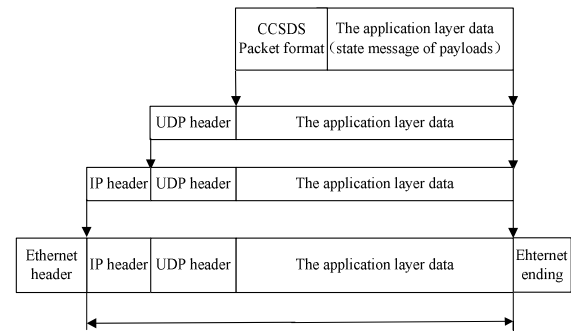 CCSDS
Packet format
The application layer data
(state message of payloads)
UDP header
The application layer data
IP header
UDP header
The application layer data
Ethernet
header
IP header
UDP header
The application layer data
Ehternet
ending